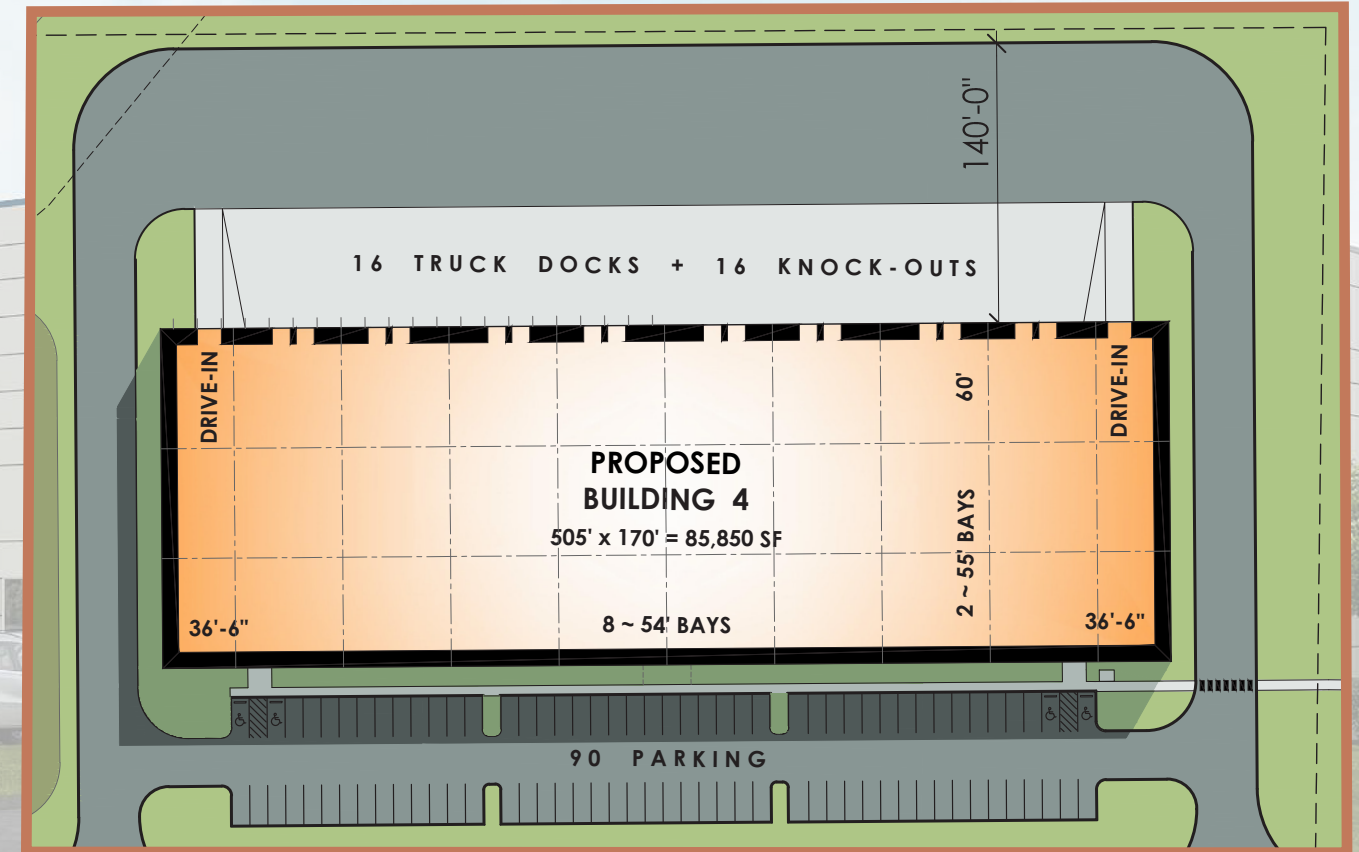 140'-0"
16 TRUCK DOCKS + 16 KNOCK-OUTS
DRIVE-IN
DRIVE-IN
60'
PROPOSED
BUILDING 4
505' x 170' = 85,850 SF
2 ~ 55' BAYS
36'-6"
8 ~ 54' BAYS
36'-6"
90 PARKING